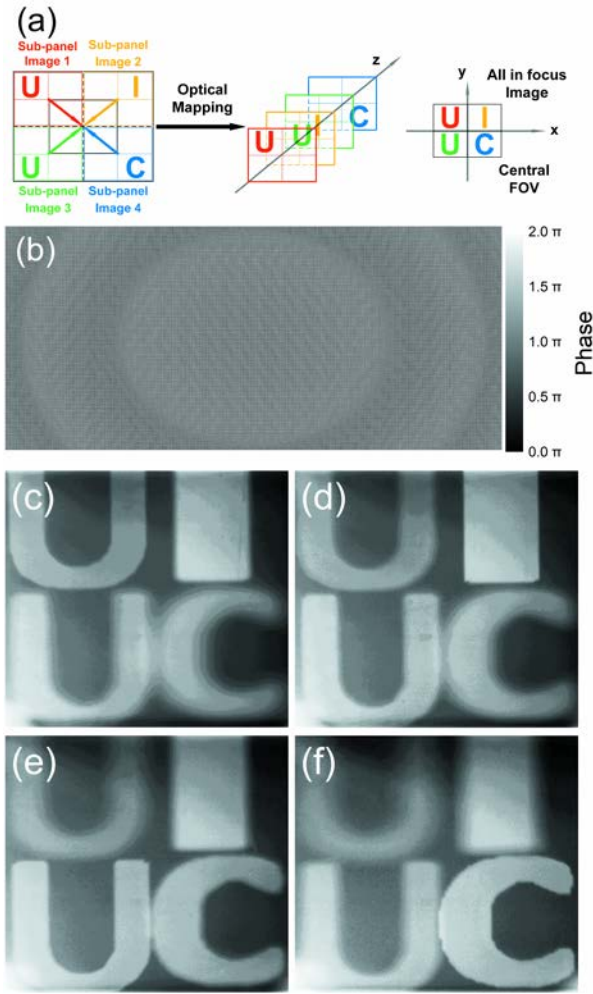 (a)
Sub-panel Image 1
Sub-panel Image 2
U I
U C
Sub-panel Image 3
Sub-panel Image 4
Optical Mapping
z
U U I C
y
All in focus Image
U I
x
U C
Central FOV
(b)
2.0 π
1.5 π
1.0 π
0.5 π
0.0 π
Phase
(c)
U I
U C
(d)
U I
U C
(e)
U I
U C
(f)
U I
U C